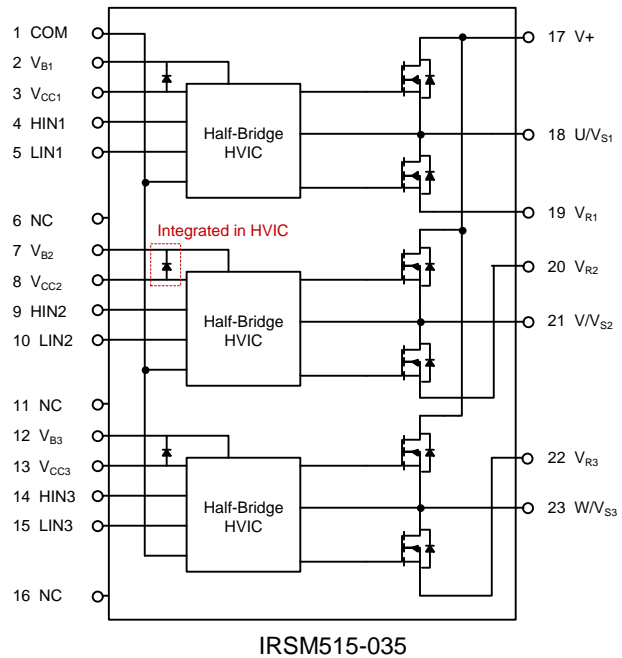 1 COM
2 VB1
3 VCC1
4 HIN1
5 LIN1
6 NC
7 VB2
8 VCC2
9 HIN2
10 LIN2
11 NC
12 VB3
13 VCC3
14 HIN3
15 LIN3
16 NC
Half-Bridge
HVIC
Integrated in HVIC
Half-Bridge
HVIC
Half-Bridge
HVIC
17 V+
18 U/VS1
19 VR1
20 VR2
21 V/VS2
22 VR3
23 W/VS3
IRSM515-035